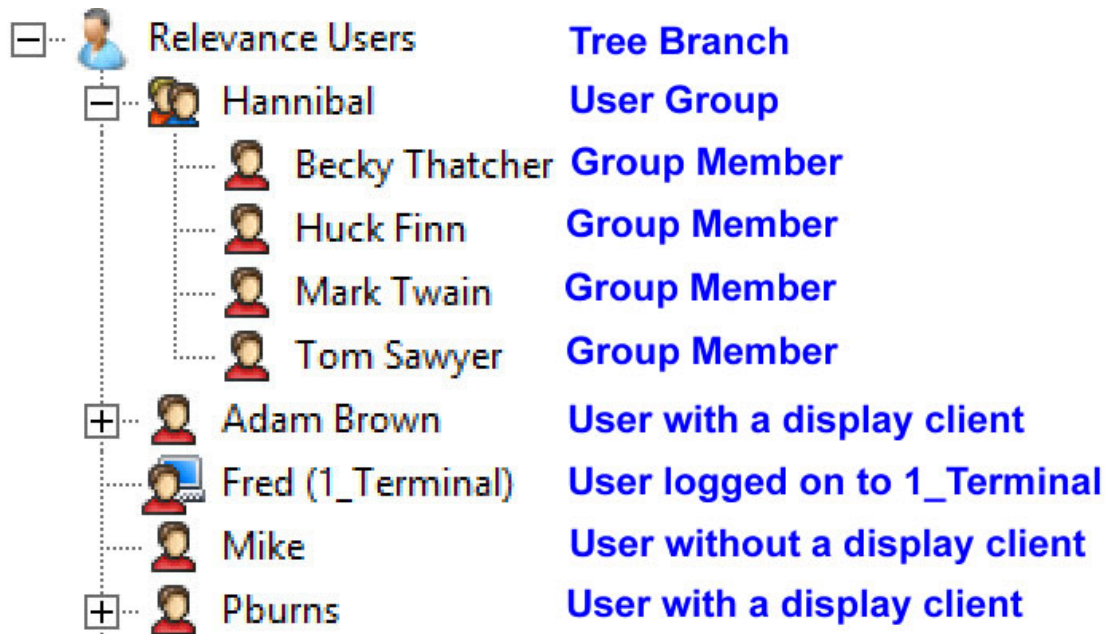 Relevance Users Tree Branch
Hannibal User Group
Becky Thatcher Group Member
Huck Finn Group Member
Mark Twain Group Member
Tom Sawyer Group Member
Adam Brown User with a display client
Fred (1_Terminal) User logged on to 1_Terminal
Mike User without a display client
Pburns User with a display client